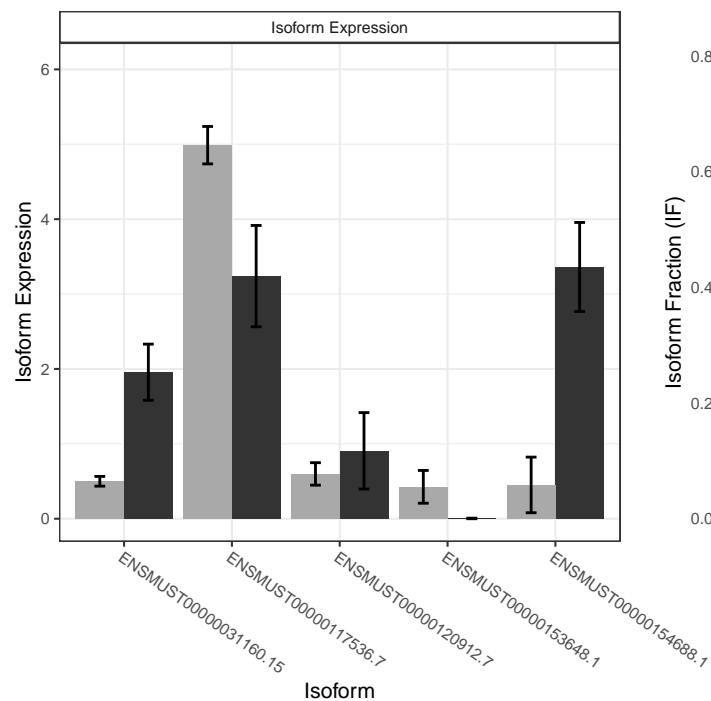 Isoform Expression
6
4
2
0
Isoform Expression
ENSMUST00000031160.15
ENSMUST00000117536.7
ENSMUST00000120912.7
ENSMUST00000153648.1
ENSMUST00000154688.1
Isoform
0.8
0.6
0.4
0.2
0.0
Isoform Fraction (IF)